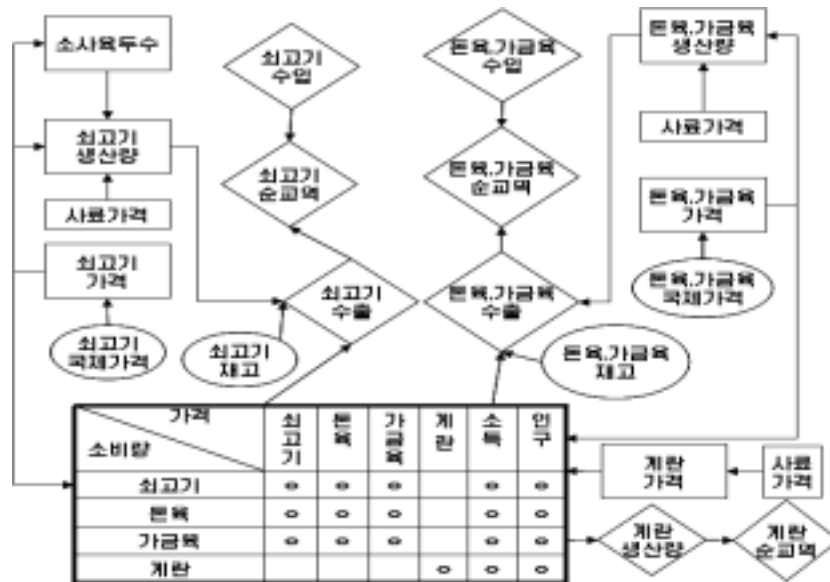 소사육두수
쇠고기
생산량
사료가격
쇠고기
가격
쇠고기
국제가격
쇠고기
수입
쇠고기
순교역
쇠고기
수출
쇠고기
재고
돈육,가금육
수입
돈육,가금육
순교역
돈육,가금육
수출
돈육,가금육
재고
돈육,가금육
생산량
사료가격
돈육,가금육
가격
돈육,가금육
국제가격
가격
소비량
쇠고기
돈육
가금육
계란
소득
인구
쇠고기 o o o o o
돈육 o o o o o
가금육 o o o o o
계란 o o o
계란
가격
사료
가격
계란
생산량
계란
순교역